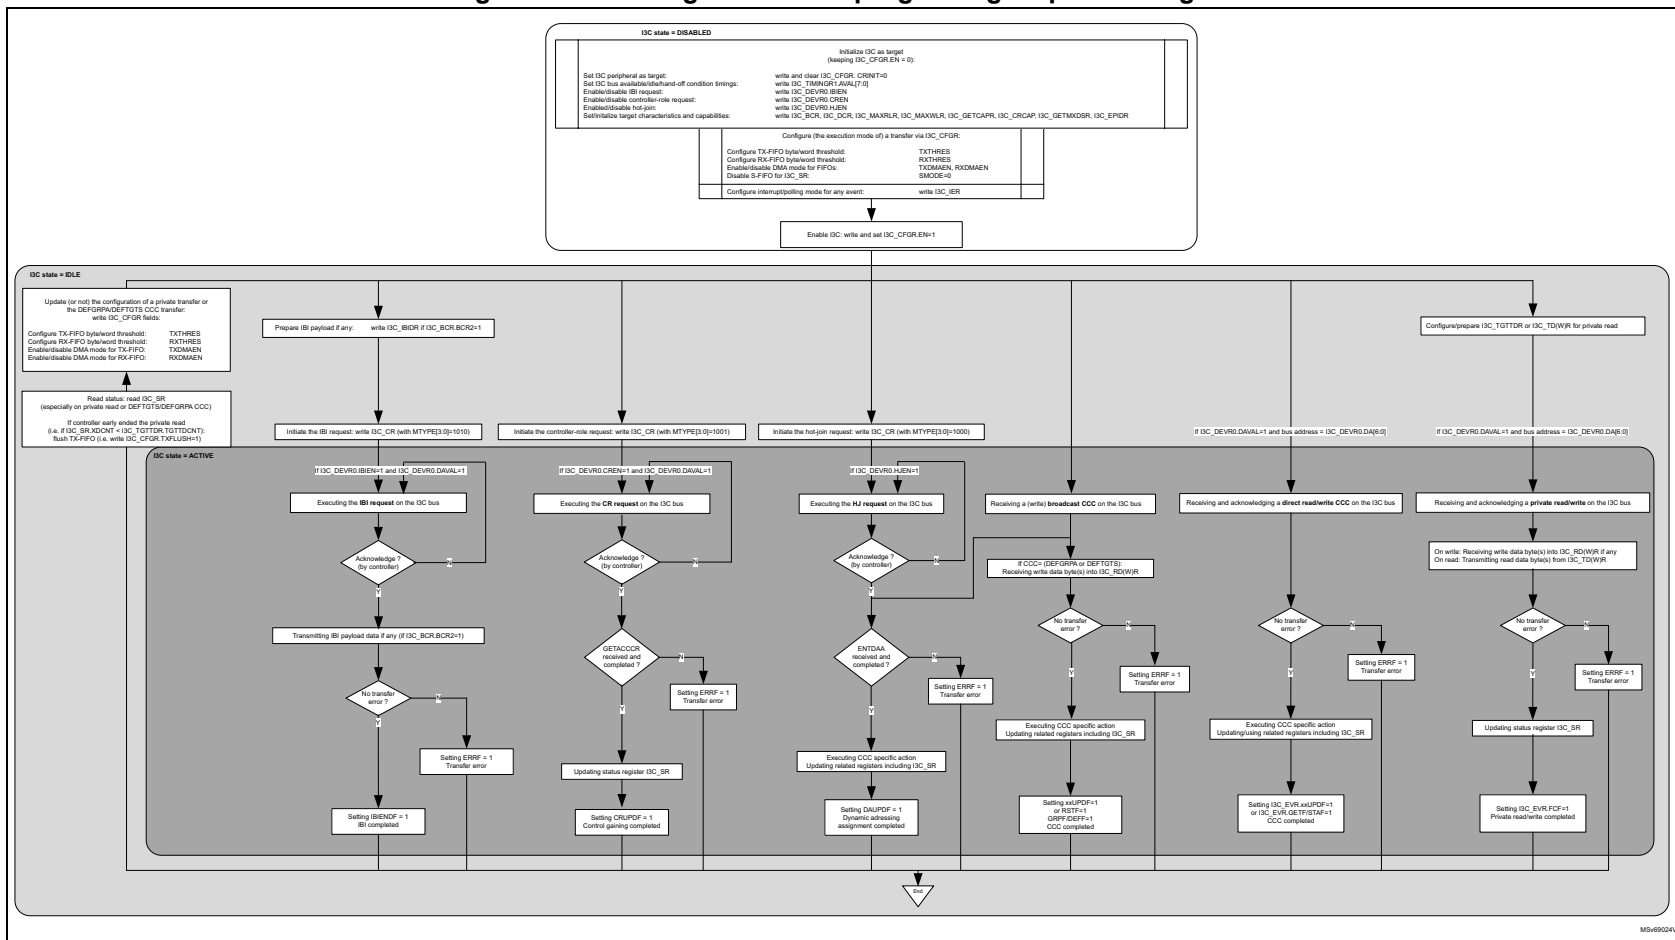 I3C state = DISABLED
Initialize I3C as target
(keeping I3C_CFGR.EN = 0):
Set I3C peripheral as target: write and clear I3C_CFGR. CRINIT=0
Set I3C bus available/idle/hand-off condition timings: write I3C_TIMINGR1.AVAL[7:0]
Enable/disable IBI request: write I3C_DEVR0.IBIEN
Enable/disable controller-role request: write I3C_DEVR0.CREN
Enabled/disable hot-join: write I3C_DEVR0.HJEN
Set/initalize target characteristics and capabilities: write I3C_BCR, I3C_DCR, I3C_MAXRLR, I3C_MAXWLR, I3C_GETCAPR, I3C_CRCAP, I3C_GETMXDSR, I3C_EPIDR
Configure (the execution mode of) a transfer via I3C_CFGR:
Configure TX-FIFO byte/word threshold: TXTHRES
Configure RX-FIFO byte/word threshold: RXTHRES
Enable/disable DMA mode for FIFOs: TXDMAEN, RXDMAEN
Disable S-FIFO for I3C_SR: SMODE=0
Configure interrupt/polling mode for any event: write I3C_IER
Enable I3C: write and set I3C_CFGR.EN=1
I3C state = IDLE
Update (or not) the configuration of a private transfer or
the DEFGRPA/DEFTGTS CCC transfer:
write I3C_CFGR fields:
Configure TX-FIFO byte/word threshold: TXTHRES
Configure RX-FIFO byte/word threshold: RXTHRES
Enable/disable DMA mode for TX-FIFO: TXDMAEN
Enable/disable DMA mode for RX-FIFO: RXDMAEN
Read status: read I3C_SR
(especially on private read or DEFTGTS/DEFGRPA CCC)
If controller early ended the private read
(i.e. if I3C_SR.XDCNT < I3C_TGTTDR.TGTTDCNT):
flush TX-FIFO (i.e. write I3C_CFGR.TXFLUSH=1)
Prepare IBI payload if any: write I3C_IBIDR if I3C_BCR.BCR2=1
Configure/prepare I3C_TGTTDR or I3C_TD(W)R for private read
Initiate the IBI request: write I3C_CR (with MTYPE[3:0]=1010)
Initiate the controller-role request: write I3C_CR (with MTYPE[3:0]=1001)
Initiate the hot-join request: write I3C_CR (with MTYPE[3:0]=1000)
If I3C_DEVR0.DAVAL=1 and bus address = I3C_DEVR0.DA[6:0]
If I3C_DEVR0.DAVAL=1 and bus address = I3C_DEVR0.DA[6:0]
I3C state = ACTIVE
If I3C_DEVR0.IBIEN=1 and I3C_DEVR0.DAVAL=1
Executing the IBI request on the I3C bus
Acknowledge ?
(by controller)
N
Y
Transmitting IBI payload data if any (if I3C_BCR.BCR2=1)
No transfer
error ?
N
Y
Setting ERRF = 1
Transfer error
Setting IBIENDF = 1
IBI completed
If I3C_DEVR0.CREN=1 and I3C_DEVR0.DAVAL=1
Executing the CR request on the I3C bus
Acknowledge ?
(by controller)
N
Y
GETACCCR
received and
completed ?
N
Setting ERRF = 1
Transfer error
Y
Updating status register I3C_SR
Setting CRUPDF = 1
Control gaining completed
If I3C_DEVR0.HJEN=1
Executing the HJ request on the I3C bus
Acknowledge ?
(by controller)
N
Y
ENTDAA
received and
completed ?
N
Setting ERRF = 1
Transfer error
Y
Executing CCC specific action
Updating related registers including I3C_SR
Setting DAUPDF = 1
Dynamic adressing
assignment completed
Receiving a (write) broadcast CCC on the I3C bus
If CCC= (DEFGRPA or DEFTGTS):
Receiving write data byte(s) into I3C_RD(W)R
No transfer
error ?
N
Setting ERRF = 1
Transfer error
Y
Executing CCC specific action
Updating related registers including I3C_SR
Setting xxUPDF=1
or RSTF=1
GRPF/DEFF=1
CCC completed
Receiving and acknowledging a direct read/write CCC on the I3C bus
No transfer
error ?
N
Setting ERRF = 1
Transfer error
Y
Executing CCC specific action
Updating/using related registers including I3C_SR
Setting I3C_EVR.xxUPDF=1
or I3C_EVR.GETF/STAF=1
CCC completed
Receiving and acknowledging a private read/write on the I3C bus
On write: Receiving write data byte(s) into I3C_RD(W)R if any
On read: Transmitting read data byte(s) from I3C_TD(W)R
No transfer
error ?
N
Setting ERRF = 1
Transfer error
Y
Updating status register I3C_SR
Setting I3C_EVR.FCF=1
Private read/write completed
End